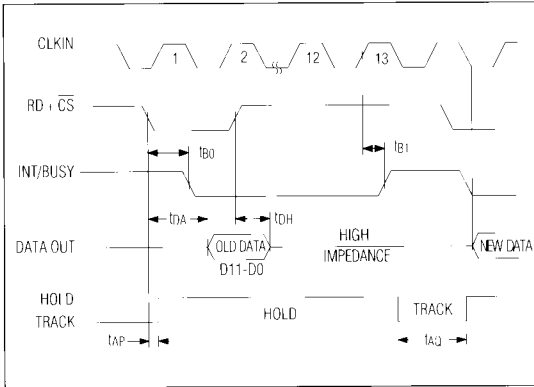 CLKIN 1 2 12 13
RD + CS
tB0 tB1
INT/BUSY
tDA tDH
DATA OUT OLD DATA HIGH IMPEDANCE NEW DATA
D11-D0
HOLD HOLD TRACK
TRACK
tAP tAQ